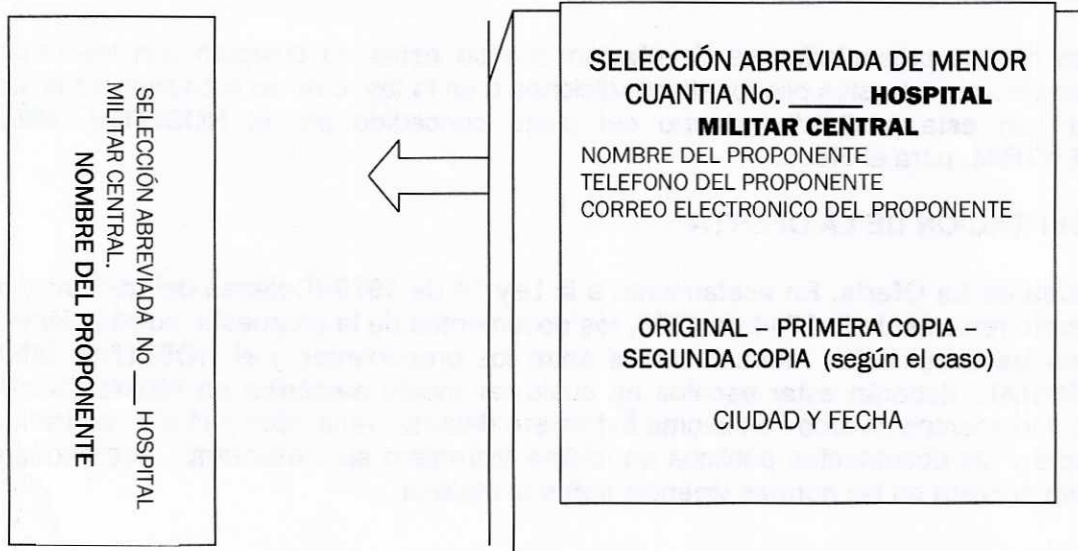 SELECCIÓN ABREVIADA No ____ HOSPITAL
MILITAR CENTRAL.
NOMBRE DEL PROPONENTE
SELECCIÓN ABREVIADA DE MENOR
CUANTIA No. ____ HOSPITAL
MILITAR CENTRAL
NOMBRE DEL PROPONENTE
TELEFONO DEL PROPONENTE
CORREO ELECTRONICO DEL PROPONENTE
ORIGINAL – PRIMERA COPIA –
SEGUNDA COPIA (según el caso)
CIUDAD Y FECHA